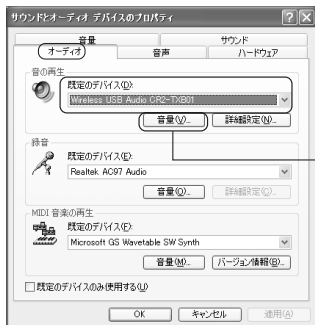 サウンドとオーディオ デバイスのプロパティ
音量
サウンド
オーディオ
音声
ハードウェア
音の再生
既定のデバイス(D):
Wireless USB Audio CR2-TXB01
音量(V)...
詳細設定(N)...
録音
既定のデバイス(E):
Realtek AC97 Audio
音量(O)...
詳細設定(C)...
MIDI 音楽の再生
既定のデバイス(F):
Microsoft GS Wavetable SW Synth
音量(M)...
バージョン情報(B)...
既定のデバイスのみ使用する(U)
OK
キャンセル
適用(A)